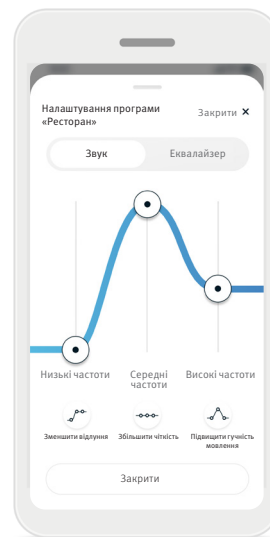 Налаштування програми
«Ресторан»
Закрити ×
Звук
Еквалайзер
Низькі частоти
Середні
частоти
Високі частоти
Зменшити відлуння
Збільшити чіткість
Підвищити гучність
мовлення
Закрити